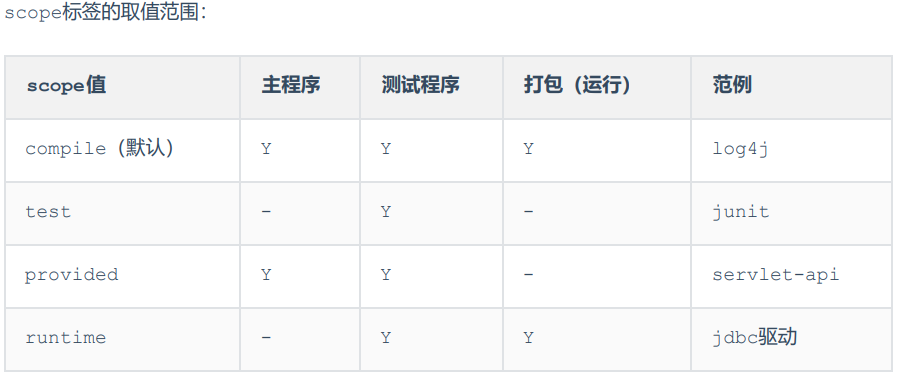 scope标签的取值范围：
scope值 主程序 测试程序 打包（运行） 范例
compile（默认） Y Y Y log4j
test - Y - junit
provided Y Y - servlet-api
runtime - Y Y jdbc驱动